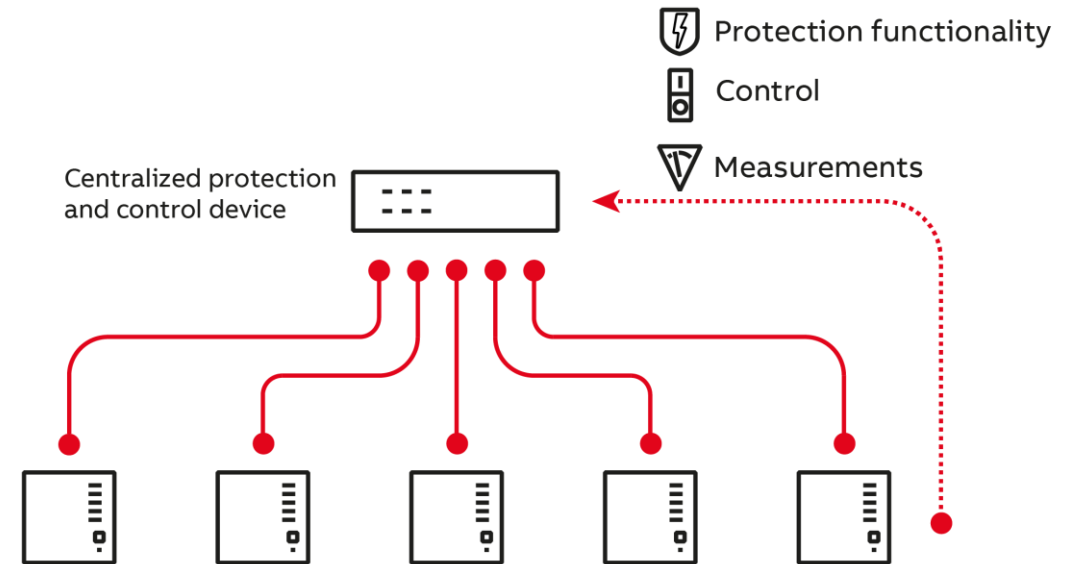 Protection functionality
Control
Measurements
Centralized protection
and control device